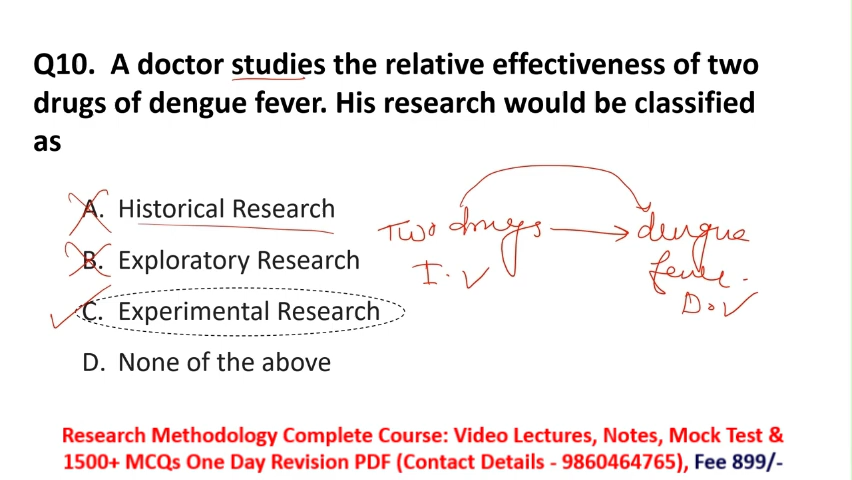 Q10. A doctor studies the relative effectiveness of two
drugs of dengue fever. His research would be classified
as
A. Historical Research
B. Exploratory Research
C. Experimental Research
D. None of the above
Two drugs
I.V
dengue
fever.
D.V
Research Methodology Complete Course: Video Lectures, Notes, Mock Test &
1500+ MCQs One Day Revision PDF (Contact Details - 9860464765), Fee 899/-